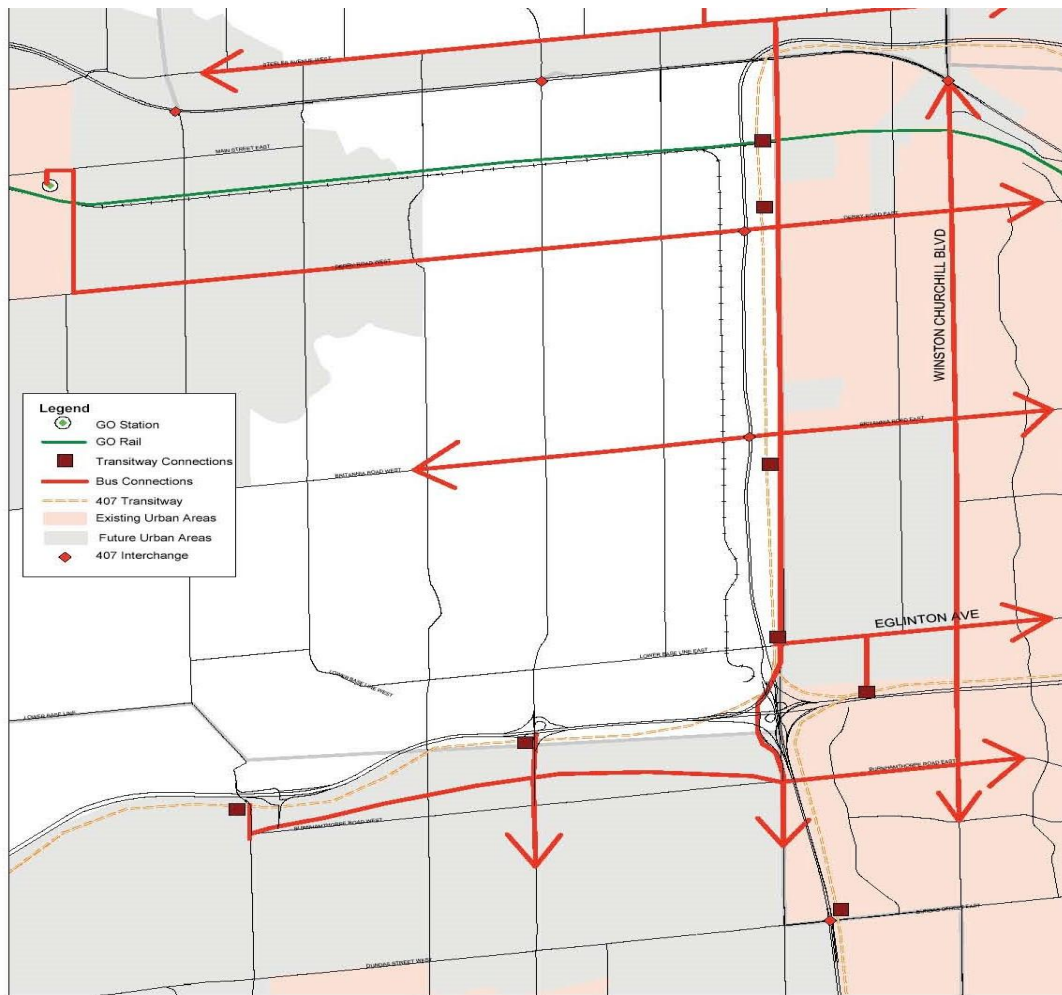 STEELES AVENUE WEST
MAIN STREET EAST
DERRY ROAD EAST
DERRY ROAD WEST
WINSTON CHURCHILL BLVD
BRITANNIA ROAD EAST
BRITANNIA ROAD WEST
Legend
GO Station
GO Rail
Transitway Connections
Bus Connections
407 Transitway
Existing Urban Areas
Future Urban Areas
407 Interchange
EGLINTON AVE
LOWER BASE LINE EAST
LOWER BASE LINE WEST
LOWER BASE LINE
BURNHAMTHORPE ROAD EAST
BURNHAMTHORPE ROAD WEST
DUNDAS STREET EAST
DUNDAS STREET WEST